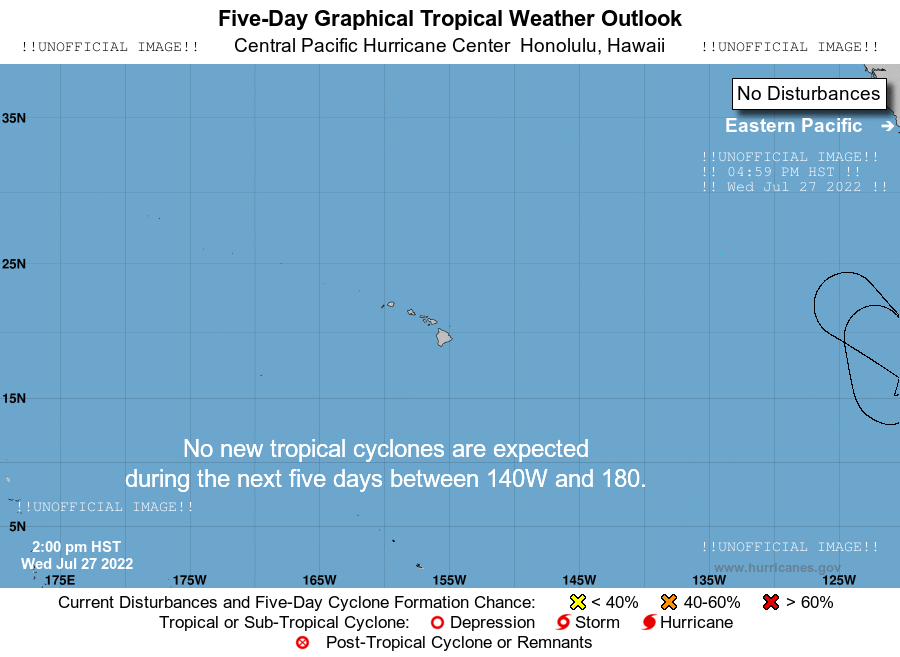 Five-Day Graphical Tropical Weather Outlook
!!UNOFFICIAL IMAGE!! Central Pacific Hurricane Center Honolulu, Hawaii !!UNOFFICIAL IMAGE!!
No Disturbances
35N
Eastern Pacific ➔
!!UNOFFICIAL IMAGE!!
!! 04:59 PM HST !!
!! Wed Jul 27 2022 !!
25N
15N
No new tropical cyclones are expected
during the next five days between 140W and 180.
!!UNOFFICIAL IMAGE!!
5N
2:00 pm HST
Wed Jul 27 2022
!!UNOFFICIAL IMAGE!!
www.hurricanes.gov
175E 175W 165W 155W 145W 135W 125W
Current Disturbances and Five-Day Cyclone Formation Chance: < 40% 40-60% > 60%
Tropical or Sub-Tropical Cyclone: Depression Storm Hurricane
Post-Tropical Cyclone or Remnants